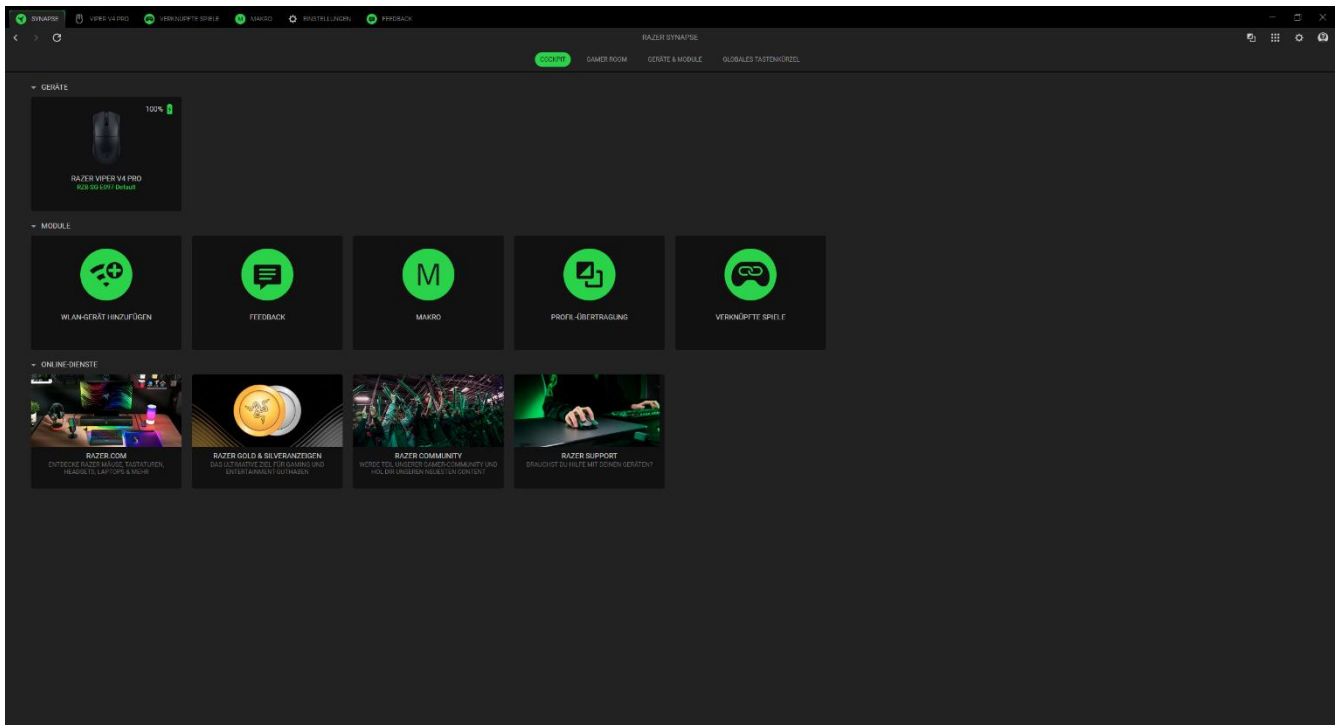 SYNAPSE
VIPER V4 PRO
VERKNÜPFTE SPIELE
M MAKRO
EINSTELLUNGEN
FEEDBACK
RAZER SYNAPSE
COCKPIT
GAMER ROOM
GERÄTE & MODULE
GLOBALES TASTENKÜRZEL
GERÄTE
100%
RAZER VIPER V4 PRO
Default
MODULE
M
WLAN-GERÄT HINZUFÜGEN
FEEDBACK
MAKRO
PROFIL-ÜBERTRAGUNG
VERKNÜPFTE SPIELE
ONLINE-DIENSTE
RAZER.COM
ENTDECKE RAZER MÄUSE, TASTATUREN,
HEADSETS, LAPTOPS & MEHR
RAZER GOLD & SILVERANZEIGEN
DAS ULTIMATIVE ZIEL FÜR GAMING UND
ENTERTAINMENT-GUTHABEN
RAZER COMMUNITY
WERDE TEIL UNSERER GAMER-COMMUNITY UND
HOL DIR UNSEREN NEUESTEN CONTENT
RAZER SUPPORT
BRAUCHST DU HILFE MIT DEINEN GERÄTEN?